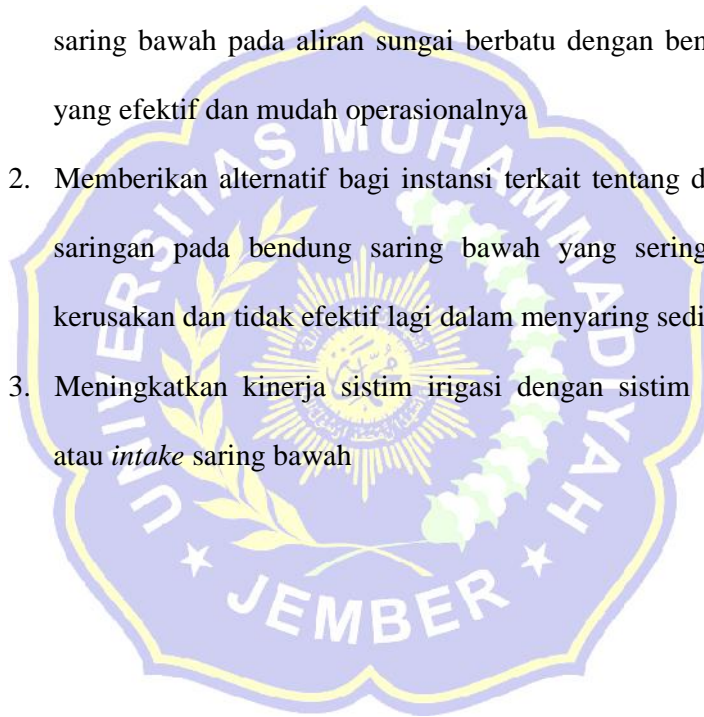 saring bawah pada aliran sungai berbatu dengan ben
yang efektif dan mudah operasionalnya
2. Memberikan alternatif bagi instansi terkait tentang d
saringan pada bendung saring bawah yang sering
kerusakan dan tidak efektif lagi dalam menyaring sedi
3. Meningkatkan kinerja sistim irigasi dengan sistim
atau intake saring bawah
UNIVERSITAS MUHAMMADIYAH
JEMBER